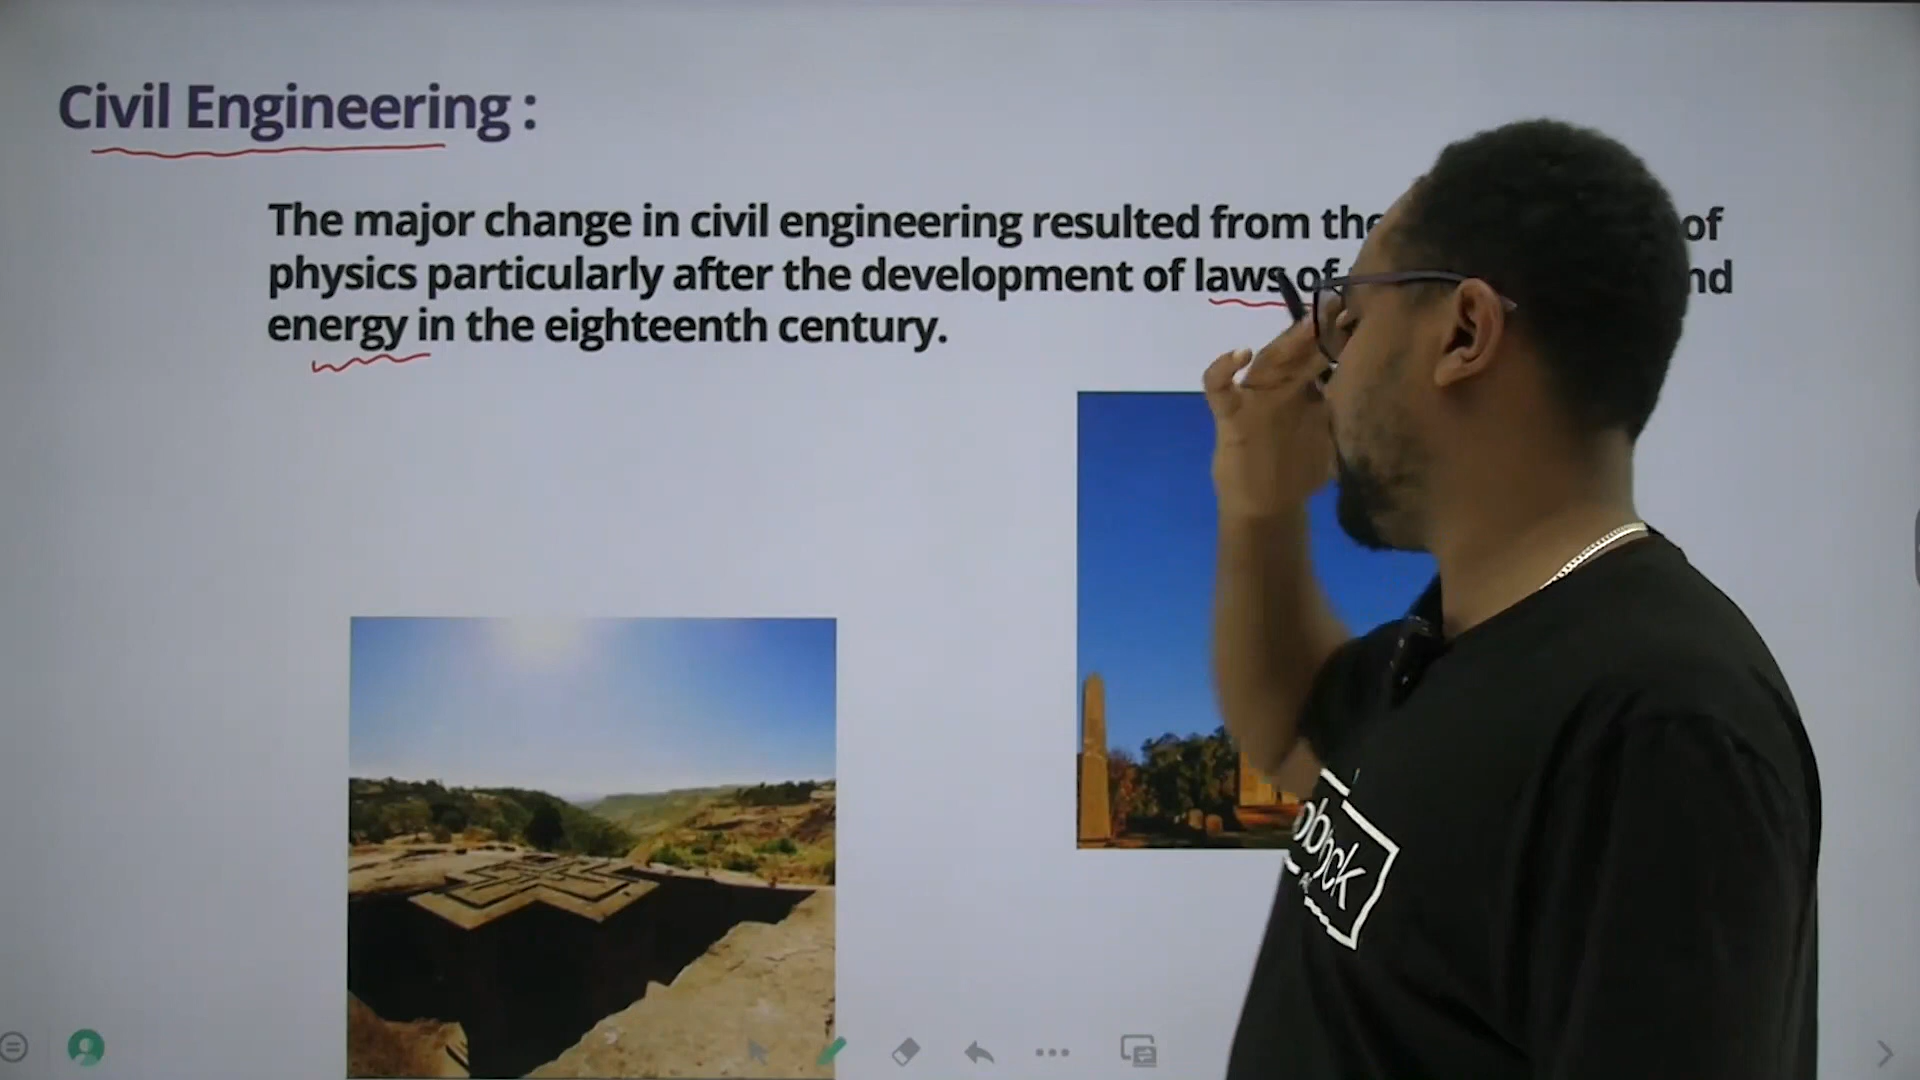 Civil Engineering :
The major change in civil engineering resulted from the of
physics particularly after the development of laws of
energy in the eighteenth century.